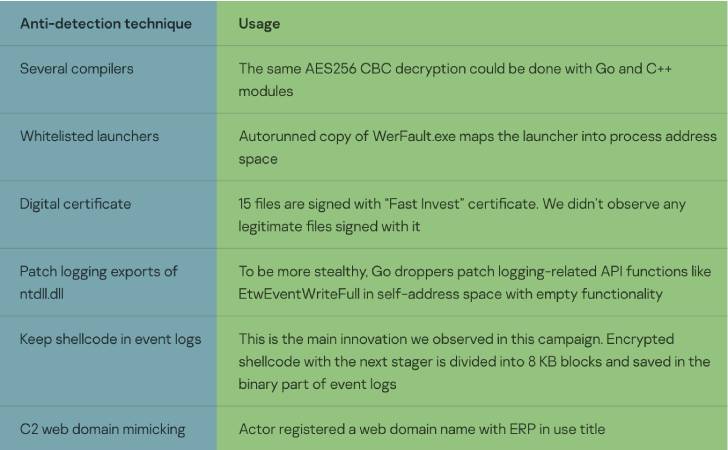 Anti-detection technique
Usage
Several compilers
The same AES256 CBC decryption could be done with Go and C++
modules
Whitelisted launchers
Autorunned copy of WerFault.exe maps the launcher into process address
space
Digital certificate
15 files are signed with "Fast Invest" certificate. We didn't observe any
legitimate files signed with it
Patch logging exports of
ntdll.dll
To be more stealthy, Go droppers patch logging-related API functions like
EtwEventWriteFull in self-address space with empty functionality
Keep shellcode in event logs
This is the main innovation we observed in this campaign. Encrypted
shellcode with the next stager is divided into 8 KB blocks and saved in the
binary part of event logs
C2 web domain mimicking
Actor registered a web domain name with ERP in use title